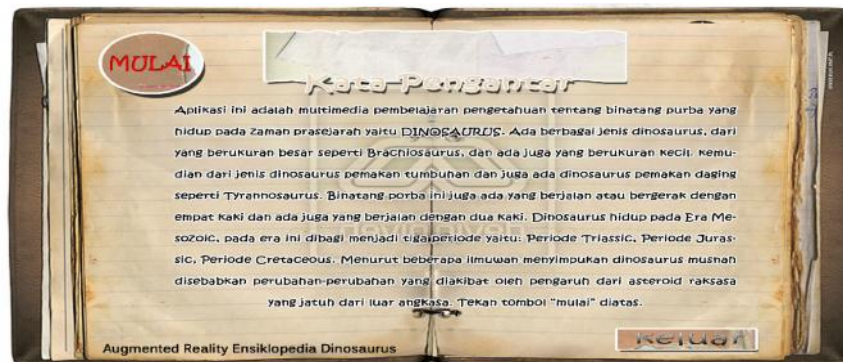 MULAI
Kata Pengantar
Aplikasi ini adalah multimedia pembelajaran pengetahuan tentang binatang purba yang
hidup pada zaman prasejarah yaitu DINOSAURUS. Ada berbagai jenis dinosaurus, dari
yang berukuran besar seperti Brachiosaurus, dan ada juga yang berukuran kecil. kemu-
dian dari jenis dinosaurus pemakan tumbuhan dan juga ada dinosaurus pemakan daging
seperti Tyrannosaurus. Binatang porba ini juga ada yang berjalan atau bergerak dengan
empat kaki dan ada juga yang berjalan dengan dua kaki. Dinosaurus hidup pada Era Me-
sozoic, pada era ini dibagi menjadi tiga periode yaitu: Periode Triassic, Periode Juras-
sic, Periode Cretaceous. Menurut beberapa ilmuwan menyimpukan dinosaurus musnah
disebabkan perubahan-perubahan yang diakibat oleh pengaruh dari asteroid raksasa
yang jatuh dari luar angkasa. Tekan tombol "mulai" diatas.
Keluar
Augmented Reality Ensiklopedia Dinosaurus